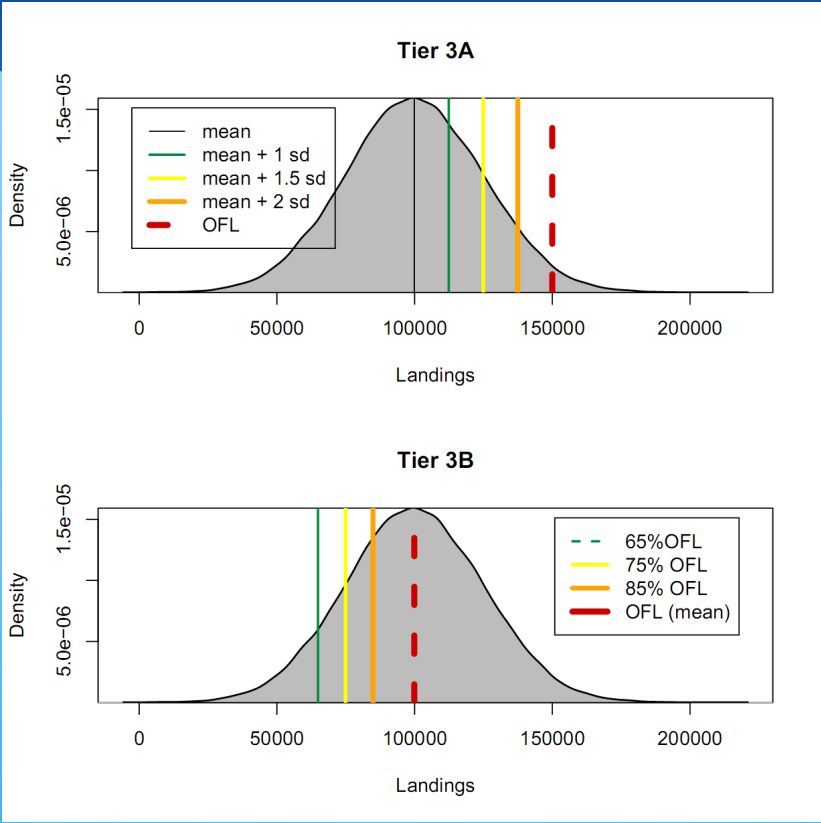 Tier 3A
Density
1.5e−05
5.0e−06
mean
mean + 1 sd
mean + 1.5 sd
mean + 2 sd
OFL
0 50000 100000 150000 200000
Landings
Tier 3B
Density
1.5e−05
5.0e−06
65%OFL
75% OFL
85% OFL
OFL (mean)
0 50000 100000 150000 200000
Landings